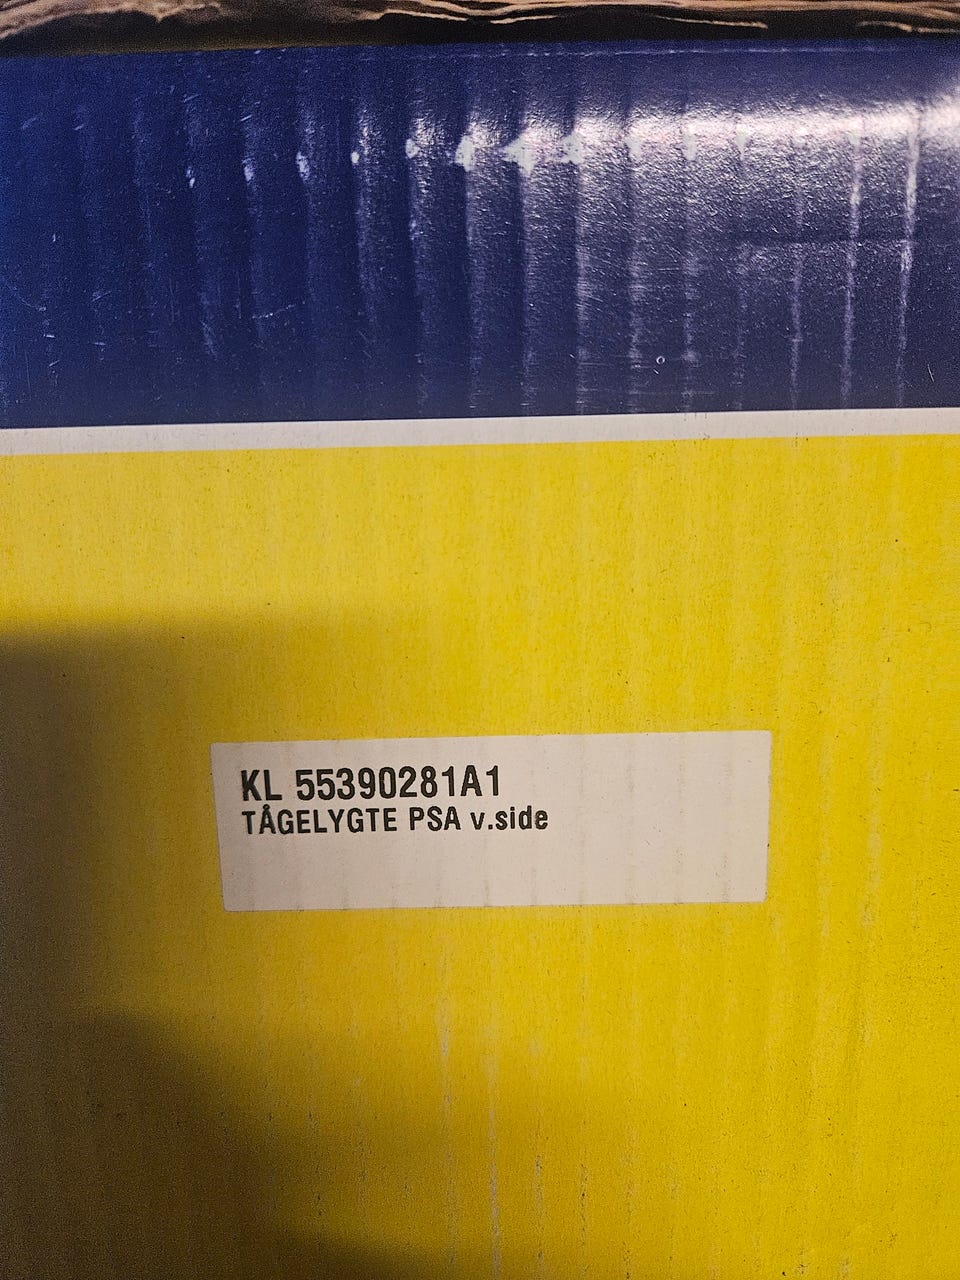 KL 55390281A1
TÅGELYGTE PSA v.side